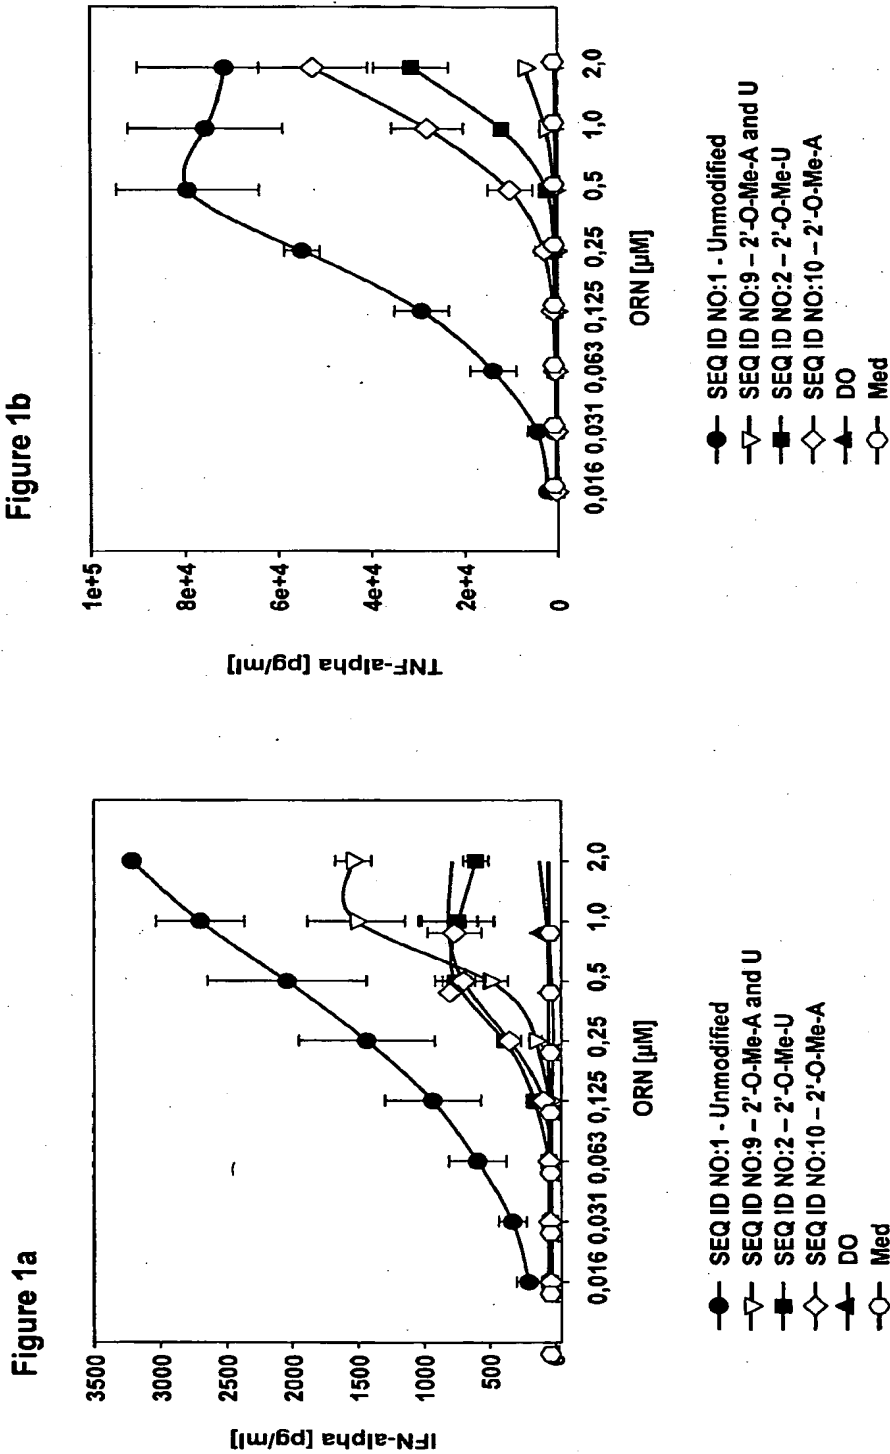 Figure 1a
IFN-alpha [pg/ml]
3500
3000
2500
2000
1500
1000
500
0
0,016 0,031 0,063 0,125 0,25 0,5 1,0 2,0
ORN [µM]
SEQ ID NO:1 - Unmodified
SEQ ID NO:9 – 2'-O-Me-A and U
SEQ ID NO:2 – 2'-O-Me-U
SEQ ID NO:10 – 2'-O-Me-A
DO
Med
Figure 1b
TNF-alpha [pg/ml]
1e+5
8e+4
6e+4
4e+4
2e+4
0
0,016 0,031 0,063 0,125 0,25 0,5 1,0 2,0
ORN [µM]
SEQ ID NO:1 - Unmodified
SEQ ID NO:9 – 2'-O-Me-A and U
SEQ ID NO:2 – 2'-O-Me-U
SEQ ID NO:10 – 2'-O-Me-A
DO
Med